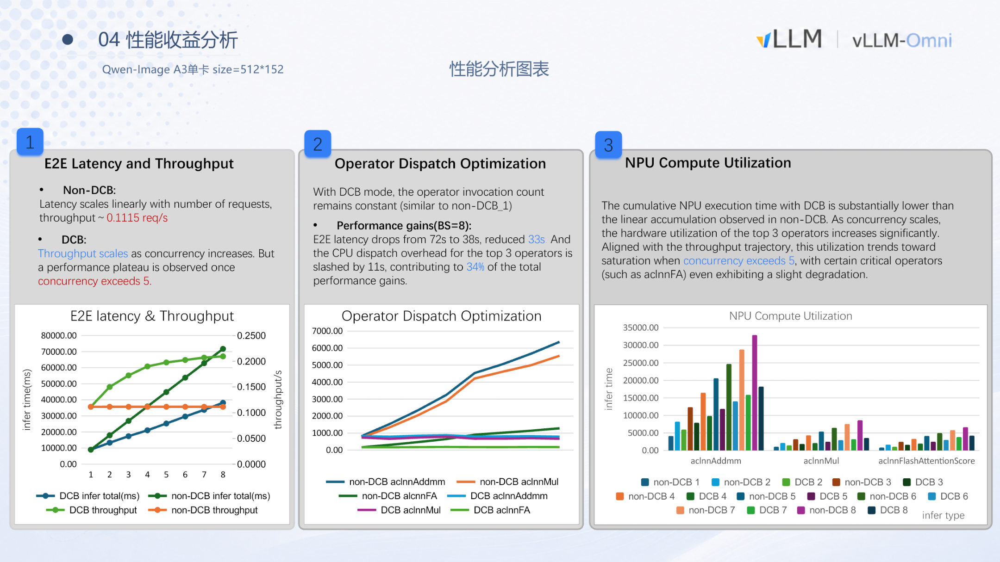 04 性能收益分析
vLLM | vLLM-Omni
Qwen-Image A3单卡 size=512*152
性能分析图表
1
E2E Latency and Throughput
• Non-DCB:
Latency scales linearly with number of requests,
throughput ~ 0.1115 req/s
• DCB:
Throughput scales as concurrency increases. But
a performance plateau is observed once
concurrency exceeds 5.
E2E latency & Throughput
80000.00
70000.00
60000.00
50000.00
40000.00
30000.00
20000.00
10000.00
0.00
infer time(ms)
0.2500
0.2000
0.1500
0.1000
0.0500
0.0000
throughput/s
1 2 3 4 5 6 7 8
DCB infer total(ms) non-DCB infer total(ms)
DCB throughput non-DCB throughput
2
Operator Dispatch Optimization
With DCB mode, the operator invocation count
remains constant (similar to non-DCB_1)
• Performance gains(BS=8):
E2E latency drops from 72s to 38s, reduced 33s. And
the CPU dispatch overhead for the top 3 operators is
slashed by 11s, contributing to 34% of the total
performance gains.
Operator Dispatch Optimization
7000.00
6000.00
5000.00
4000.00
3000.00
2000.00
1000.00
0.00
non-DCB aclnnAddmm non-DCB aclnnMul
non-DCB alcnnFA DCB aclnnAddmm
DCB aclnnMul DCB aclnnFA
3
NPU Compute Utilization
The cumulative NPU execution time with DCB is substantially lower than
the linear accumulation observed in non-DCB. As concurrency scales,
the hardware utilization of the top 3 operators increases significantly.
Aligned with the throughput trajectory, this utilization trends toward
saturation when concurrency exceeds 5, with certain critical operators
(such as aclnnFA) even exhibiting a slight degradation.
NPU Compute Utilization
35000.00
30000.00
25000.00
20000.00
15000.00
10000.00
5000.00
0.00
infer time
aclnnAddmm aclnnMul aclnnFlashAttentionScore
non-DCB 1 non-DCB 2 DCB 2 non-DCB 3 DCB 3
non-DCB 4 DCB 4 non-DCB 5 DCB 5 non-DCB 6 DCB 6
non-DCB 7 DCB 7 non-DCB 8 DCB 8
infer type